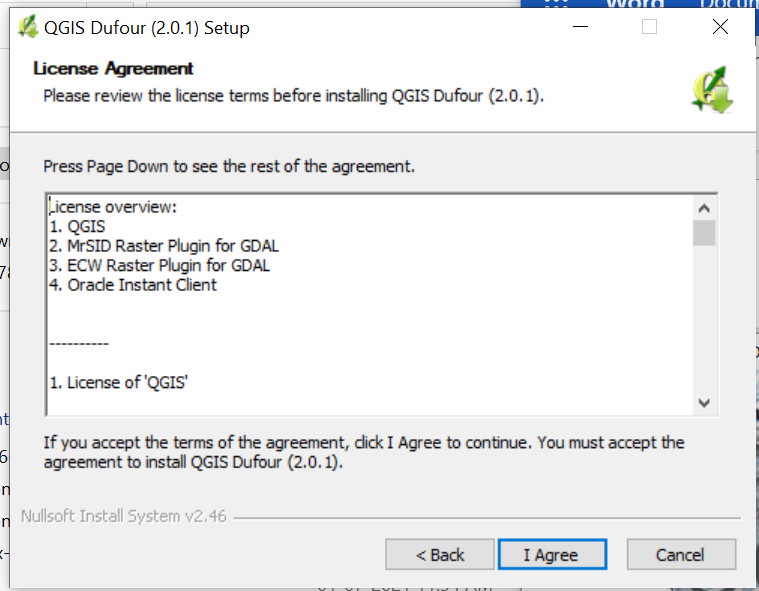 Word Docum
QGIS Dufour (2.0.1) Setup
License Agreement
Please review the license terms before installing QGIS Dufour (2.0.1).
Press Page Down to see the rest of the agreement.
License overview:
1. QGIS
2. MrSID Raster Plugin for GDAL
3. ECW Raster Plugin for GDAL
4. Oracle Instant Client
----------
1. License of 'QGIS'
If you accept the terms of the agreement, click I Agree to continue. You must accept the
agreement to install QGIS Dufour (2.0.1).
Nullsoft Install System v2.46
< Back
I Agree
Cancel